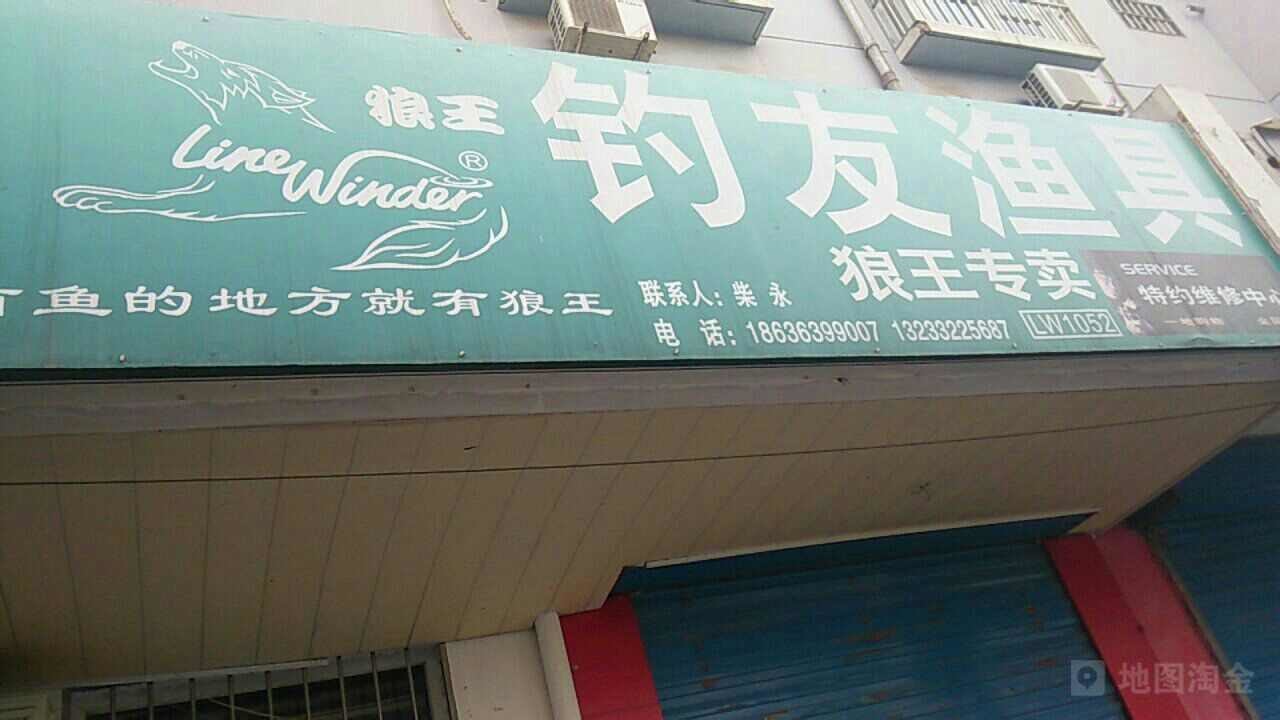 狼王
Line Winder ®
钓友渔具
有鱼的地方就有狼王
狼王专卖
联系人：柴永
电 话：18636399007 13233225687
LW1052
SERVICE
特约维修中心
地图淘金